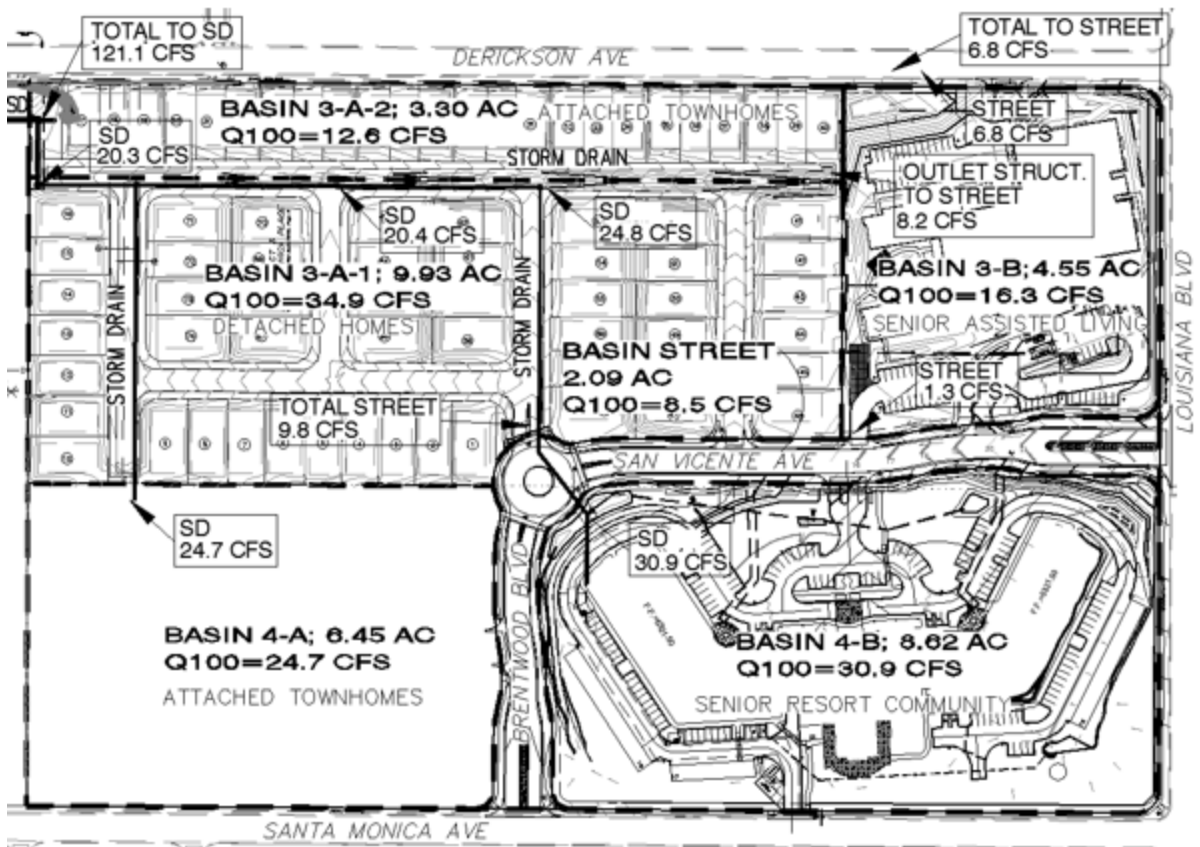 TOTAL TO SD
121.1 CFS
DERICKSON AVE
TOTAL TO STREET
6.8 CFS
SD
BASIN 3-A-2; 3.30 AC
Q100=12.6 CFS
ATTACHED TOWNHOMES
STREET
6.8 CFS
SD
20.3 CFS
STORM DRAIN
OUTLET STRUCT.
TO STREET
8.2 CFS
SD
20.4 CFS
SD
24.8 CFS
BASIN 3-A-1; 9.93 AC
Q100=34.9 CFS
DETACHED HOMES
STORM DRAIN
STORM DRAIN
BASIN 3-B; 4.55 AC
Q100=16.3 CFS
SENIOR ASSISTED LIVING
LOUISIANA BLVD
BASIN STREET
2.09 AC
Q100=8.5 CFS
STREET
1.3 CFS
TOTAL STREET
9.8 CFS
SAN VICENTE AVE
SD
24.7 CFS
SD
30.9 CFS
BRENTWOOD BLVD
BASIN 4-A; 6.45 AC
Q100=24.7 CFS
ATTACHED TOWNHOMES
BASIN 4-B; 8.62 AC
Q100=30.9 CFS
SENIOR RESORT COMMUNITY
SANTA MONICA AVE